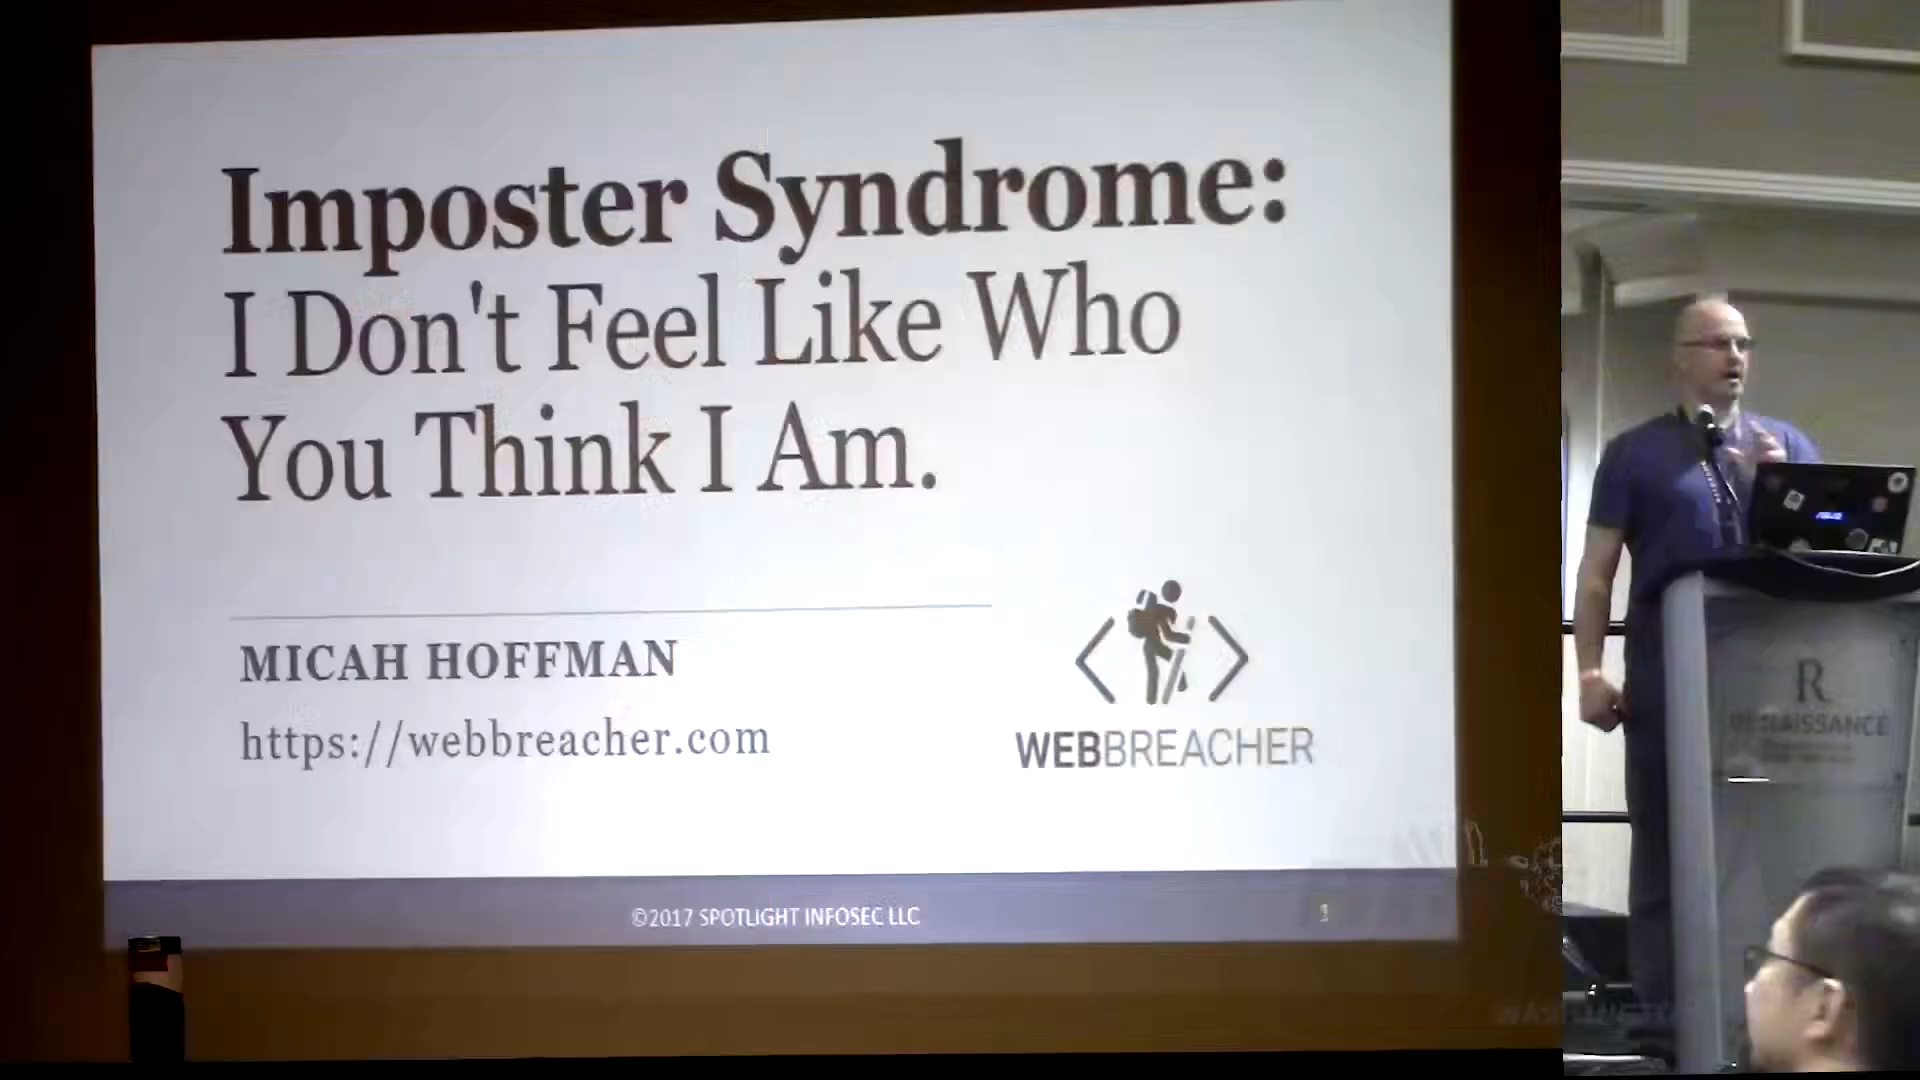 Imposter Syndrome:
I Don't Feel Like Who
You Think I Am.
MICAH HOFFMAN
https://webbreacher.com
WEBBREACHER
©2017 SPOTLIGHT INFOSEC LLC
R
RENAISSANCE